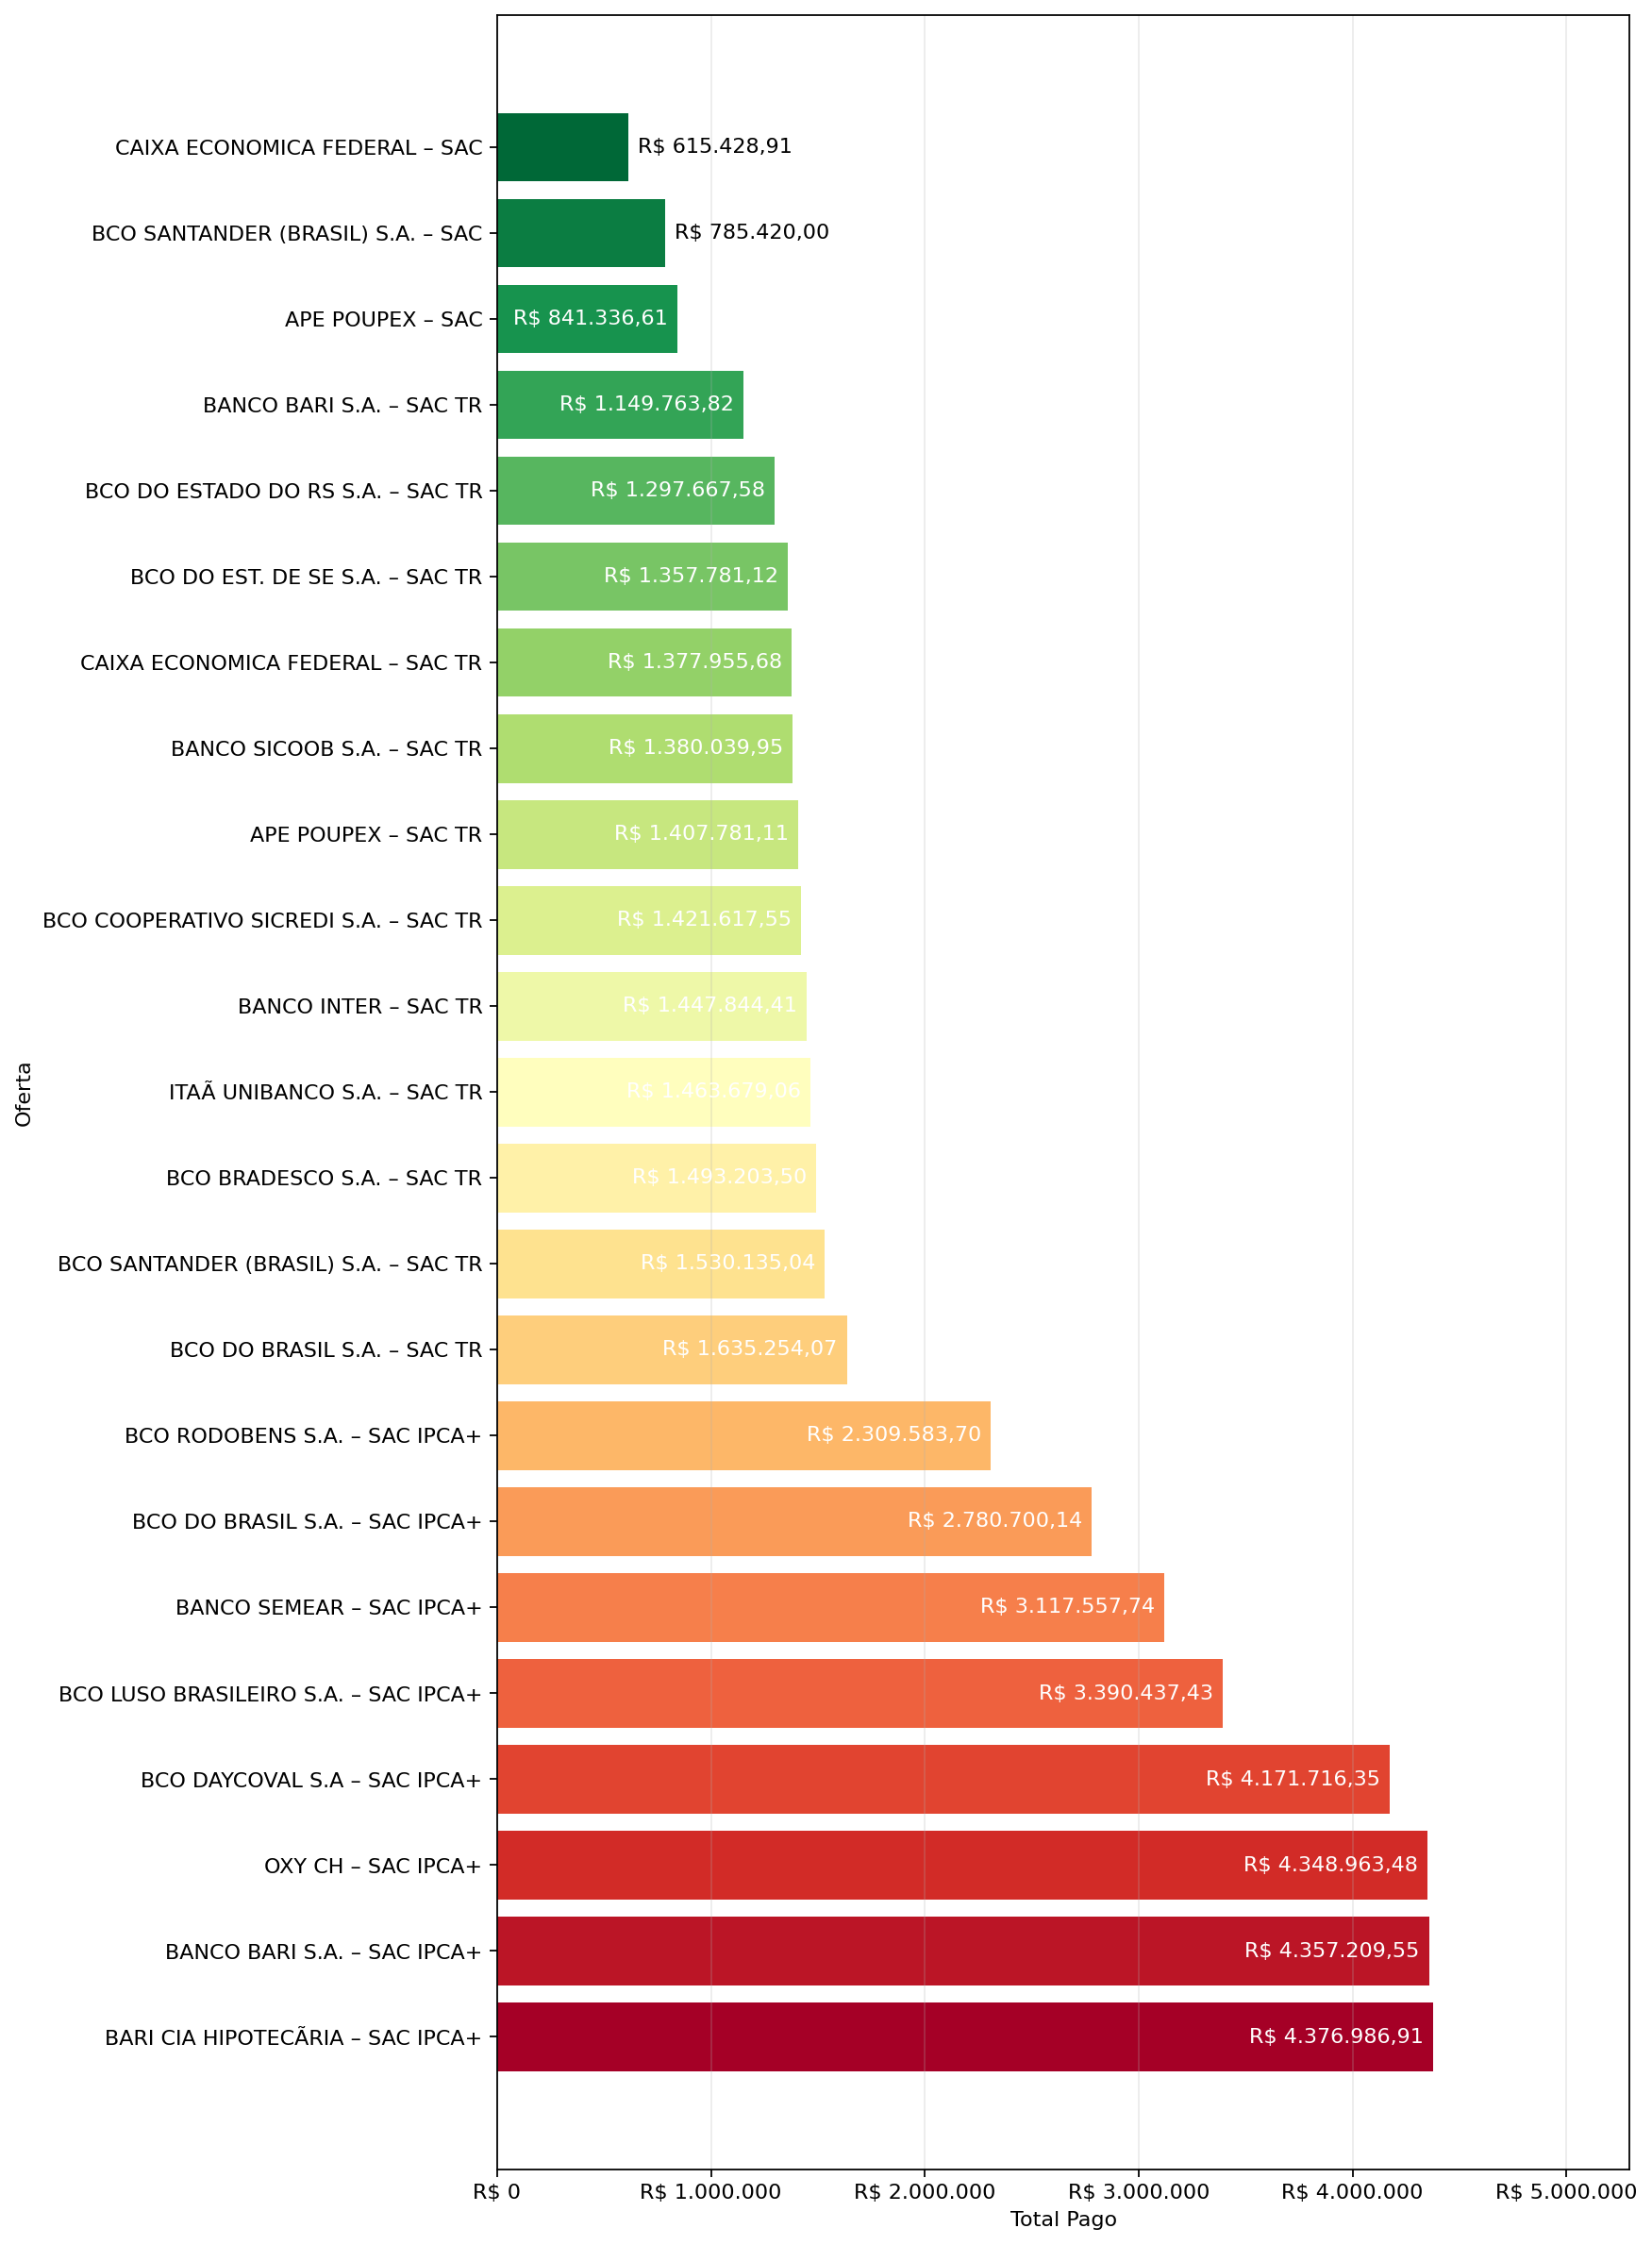 CAIXA ECONOMICA FEDERAL – SAC R$ 615.428,91
BCO SANTANDER (BRASIL) S.A. – SAC R$ 785.420,00
APE POUPEX – SAC R$ 841.336,61
BANCO BARI S.A. – SAC TR R$ 1.149.763,82
BCO DO ESTADO DO RS S.A. – SAC TR R$ 1.297.667,58
BCO DO EST. DE SE S.A. – SAC TR R$ 1.357.781,12
CAIXA ECONOMICA FEDERAL – SAC TR R$ 1.377.955,68
BANCO SICOOB S.A. – SAC TR R$ 1.380.039,95
APE POUPEX – SAC TR R$ 1.407.781,11
BCO COOPERATIVO SICREDI S.A. – SAC TR R$ 1.421.617,55
BANCO INTER – SAC TR R$ 1.447.844,41
ITAÃ UNIBANCO S.A. – SAC TR R$ 1.463.679,06
BCO BRADESCO S.A. – SAC TR R$ 1.493.203,50
BCO SANTANDER (BRASIL) S.A. – SAC TR R$ 1.530.135,04
BCO DO BRASIL S.A. – SAC TR R$ 1.635.254,07
BCO RODOBENS S.A. – SAC IPCA+ R$ 2.309.583,70
BCO DO BRASIL S.A. – SAC IPCA+ R$ 2.780.700,14
BANCO SEMEAR – SAC IPCA+ R$ 3.117.557,74
BCO LUSO BRASILEIRO S.A. – SAC IPCA+ R$ 3.390.437,43
BCO DAYCOVAL S.A – SAC IPCA+ R$ 4.171.716,35
OXY CH – SAC IPCA+ R$ 4.348.963,48
BANCO BARI S.A. – SAC IPCA+ R$ 4.357.209,55
BARI CIA HIPOTECÃRIA – SAC IPCA+ R$ 4.376.986,91
Oferta
R$ 0 R$ 1.000.000 R$ 2.000.000 R$ 3.000.000 R$ 4.000.000 R$ 5.000.000
Total Pago